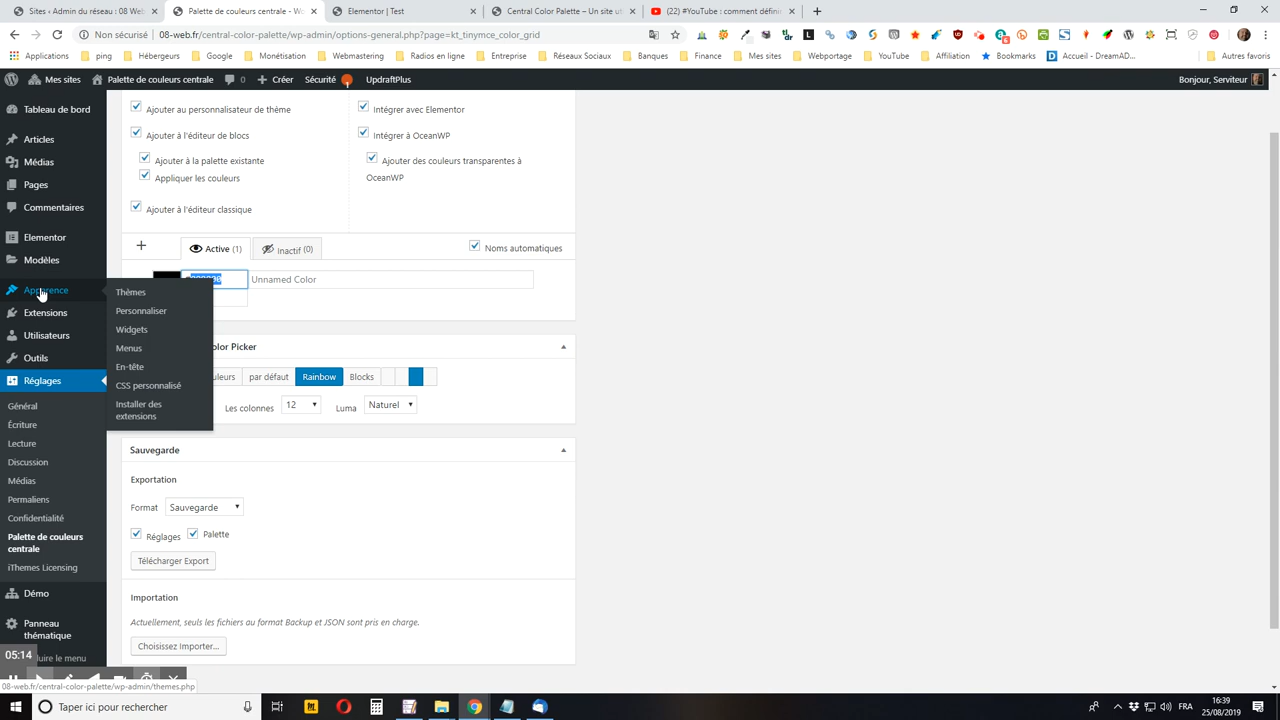 Sites ‹ Admin du réseau : 08 Web
Palette de couleurs centrale - Wo
Elementor | Test
Central Color Palette – Un site ut
(22) #YouTube : comment définir
Non sécurisé 08-web.fr/central-color-palette/wp-admin/options-general.php?page=kt_tinymce_color_grid
Applications ping Hébergeurs Google Monétisation Webmastering Radios en ligne Entreprise Réseaux Sociaux Banques Finance Mes sites Webportage YouTube Affiliation Bookmarks Accueil - DreamAD... Autres favoris
Mes sites Palette de couleurs centrale 0 Créer Sécurité 1 UpdraftPlus Bonjour, Serviteur
Tableau de bord
Articles
Médias
Pages
Commentaires
Elementor
Modèles
Apparence
Extensions
Utilisateurs
Outils
Réglages
Général
Écriture
Lecture
Discussion
Médias
Permaliens
Confidentialité
Palette de couleurs
centrale
iThemes Licensing
Démo
Panneau
thématique
duire le menu
05:14
Thèmes
Personnaliser
Widgets
Menus
En-tête
CSS personnalisé
Installer des
extensions
Ajouter au personnalisateur de thème
Ajouter à l'éditeur de blocs
Ajouter à la palette existante
Appliquer les couleurs
Ajouter à l'éditeur classique
Intégrer avec Elementor
Intégrer à OceanWP
Ajouter des couleurs transparentes à
OceanWP
+ Active (1) Inactif (0) Noms automatiques
Unnamed Color
olor Picker
uleurs par défaut Rainbow Blocks
Les colonnes 12 Luma Naturel
Sauvegarde
Exportation
Format Sauvegarde
Réglages Palette
Télécharger Export
Importation
Actuellement, seuls les fichiers au format Backup et JSON sont pris en charge.
Choisissez Importer...
08-web.fr/central-color-palette/wp-admin/themes.php
Taper ici pour rechercher
FRA
16:39
25/08/2019